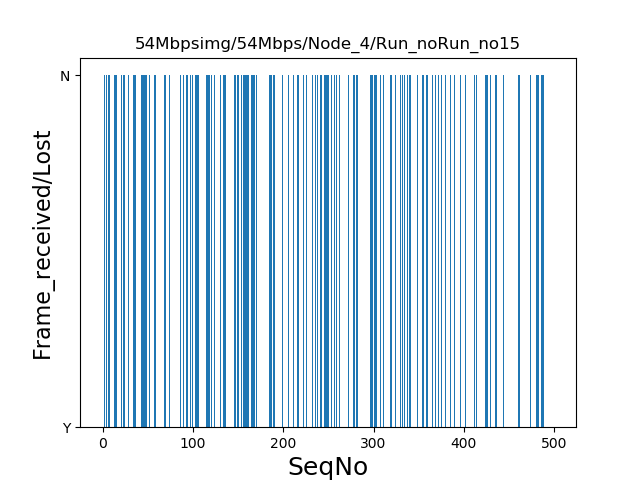 54Mbpsimg/54Mbps/Node_4/Run_noRun_no15
N
Frame_received/Lost
Y
0 100 200 300 400 500
SeqNo